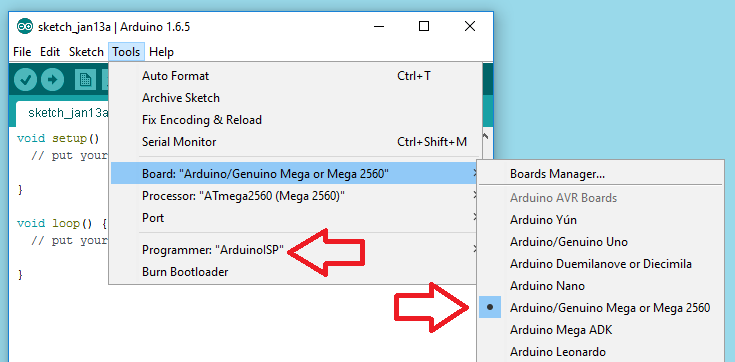 sketch_jan13a | Arduino 1.6.5
File Edit Sketch Tools Help
Auto Format Ctrl+T
Archive Sketch
Fix Encoding & Reload
Serial Monitor Ctrl+Shift+M
Board: "Arduino/Genuino Mega or Mega 2560"
Processor: "ATmega2560 (Mega 2560)"
Port
Programmer: "ArduinoISP"
Burn Bootloader
sketch_jan13a
void setup()
// put your
}
void loop() {
// put your
}
Boards Manager...
Arduino AVR Boards
Arduino Yún
Arduino/Genuino Uno
Arduino Duemilanove or Diecimila
Arduino Nano
Arduino/Genuino Mega or Mega 2560
Arduino Mega ADK
Arduino Leonardo